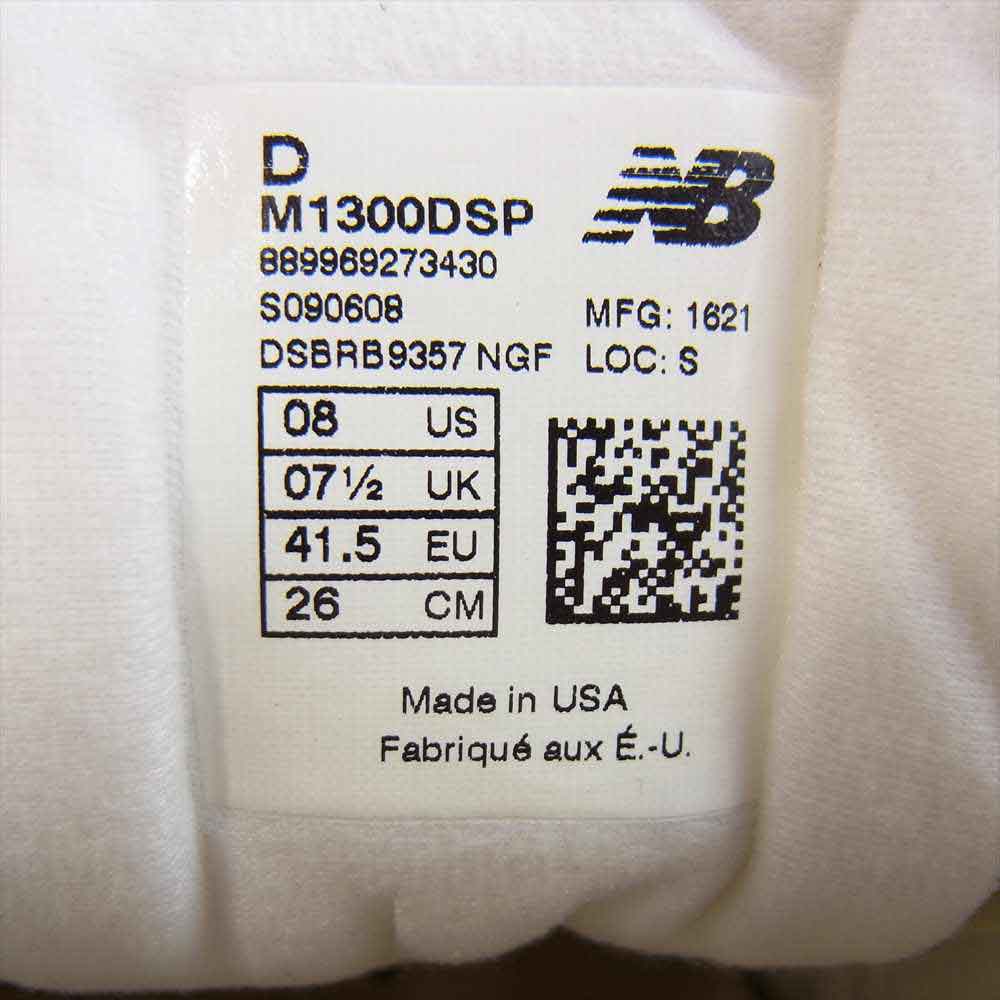 D
NB
M1300DSP
889969273430
S090608 MFG: 1621
DSBRB9357 NGF LOC: S
08 US
07½ UK
41.5 EU
26 CM
Made in USA
Fabriqué aux É.-U.